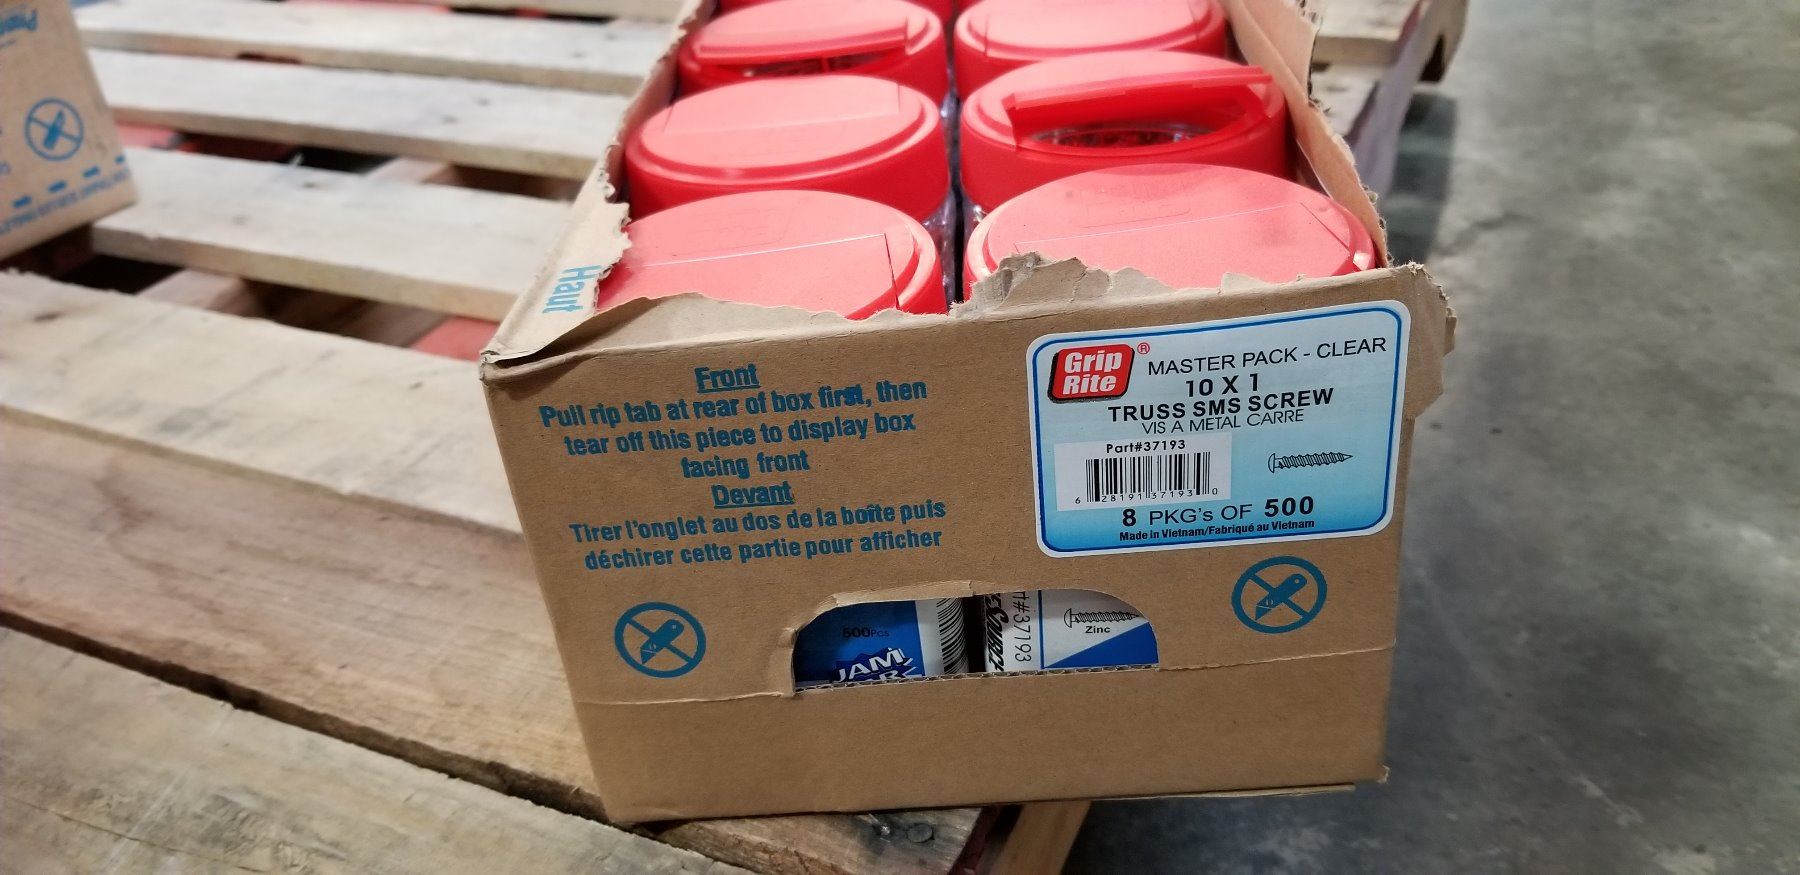 Haut
Front
Pull rip tab at rear of box first, then
tear off this piece to display box
facing front
Devant
Tirer l'onglet au dos de la boîte puis
déchirer cette partie pour afficher
Grip
Rite®
MASTER PACK - CLEAR
10 X 1
TRUSS SMS SCREW
VIS A METAL CARRE
Part#37193
6 28191 37193 0
8 PKG's OF 500
Made in Vietnam/Fabriqué au Vietnam
500Pcs
JAM
t#37193
Zinc